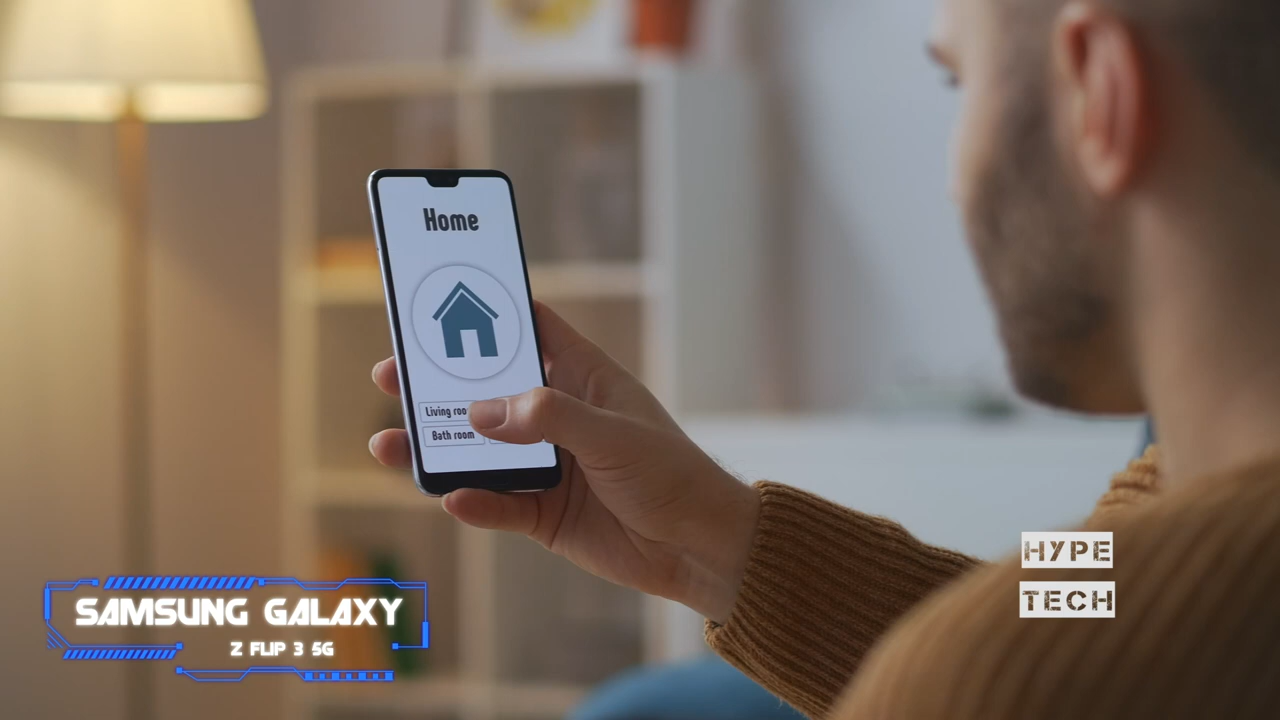 Home
Living roo
Bath room
SAMSUNG GALAXY
Z FLIP 3 5G
HYPE
TECH